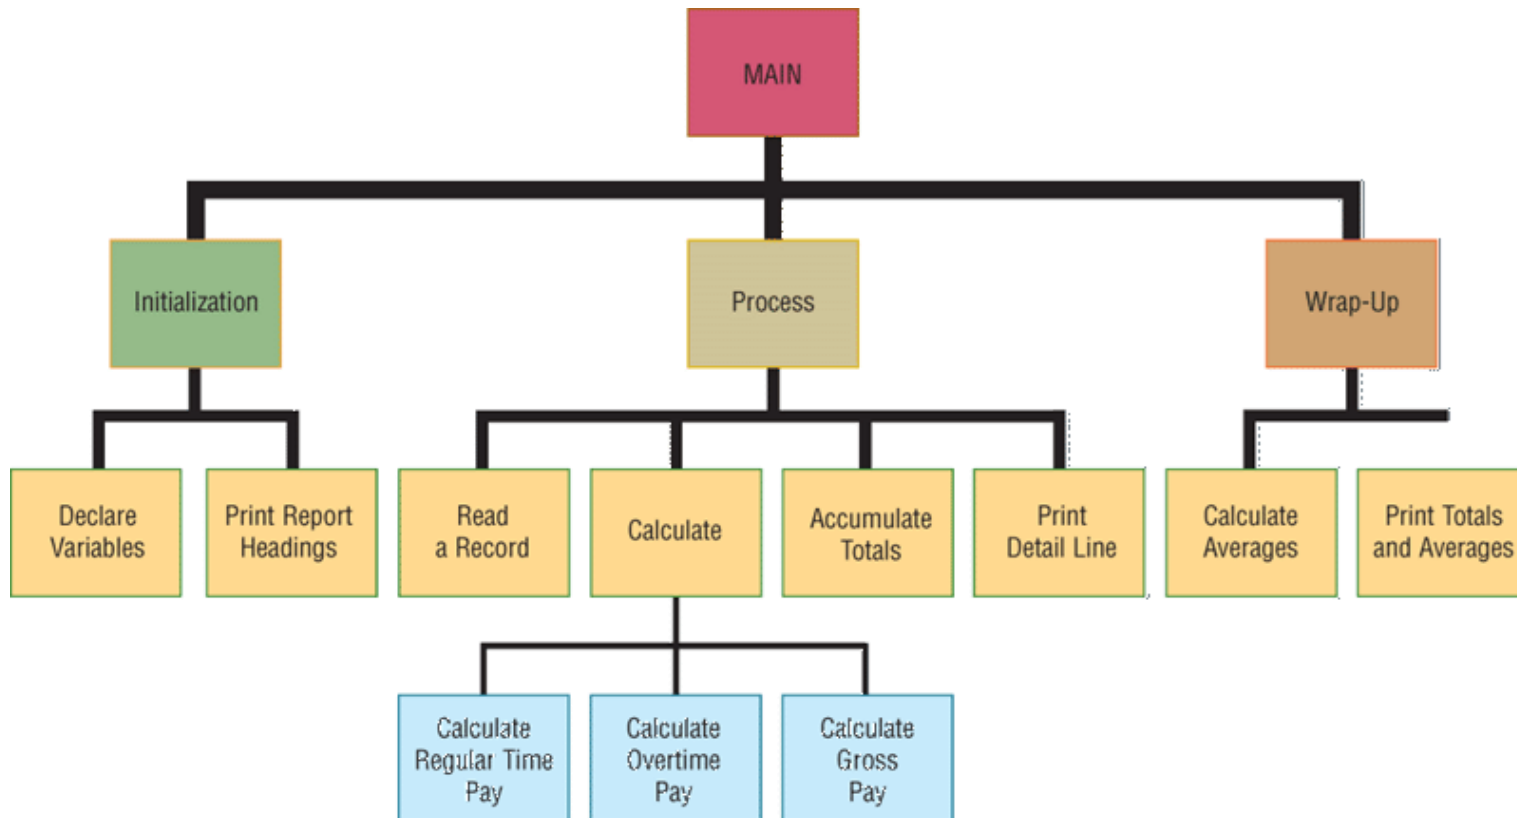 MAIN
Initialization
Process
Wrap-Up
Declare
Variables
Print Report
Headings
Read
a Record
Calculate
Accumulate
Totals
Print
Detail Line
Calculate
Averages
Print Totals
and Averages
Calculate
Regular Time
Pay
Calculate
Overtime
Pay
Calculate
Gross
Pay